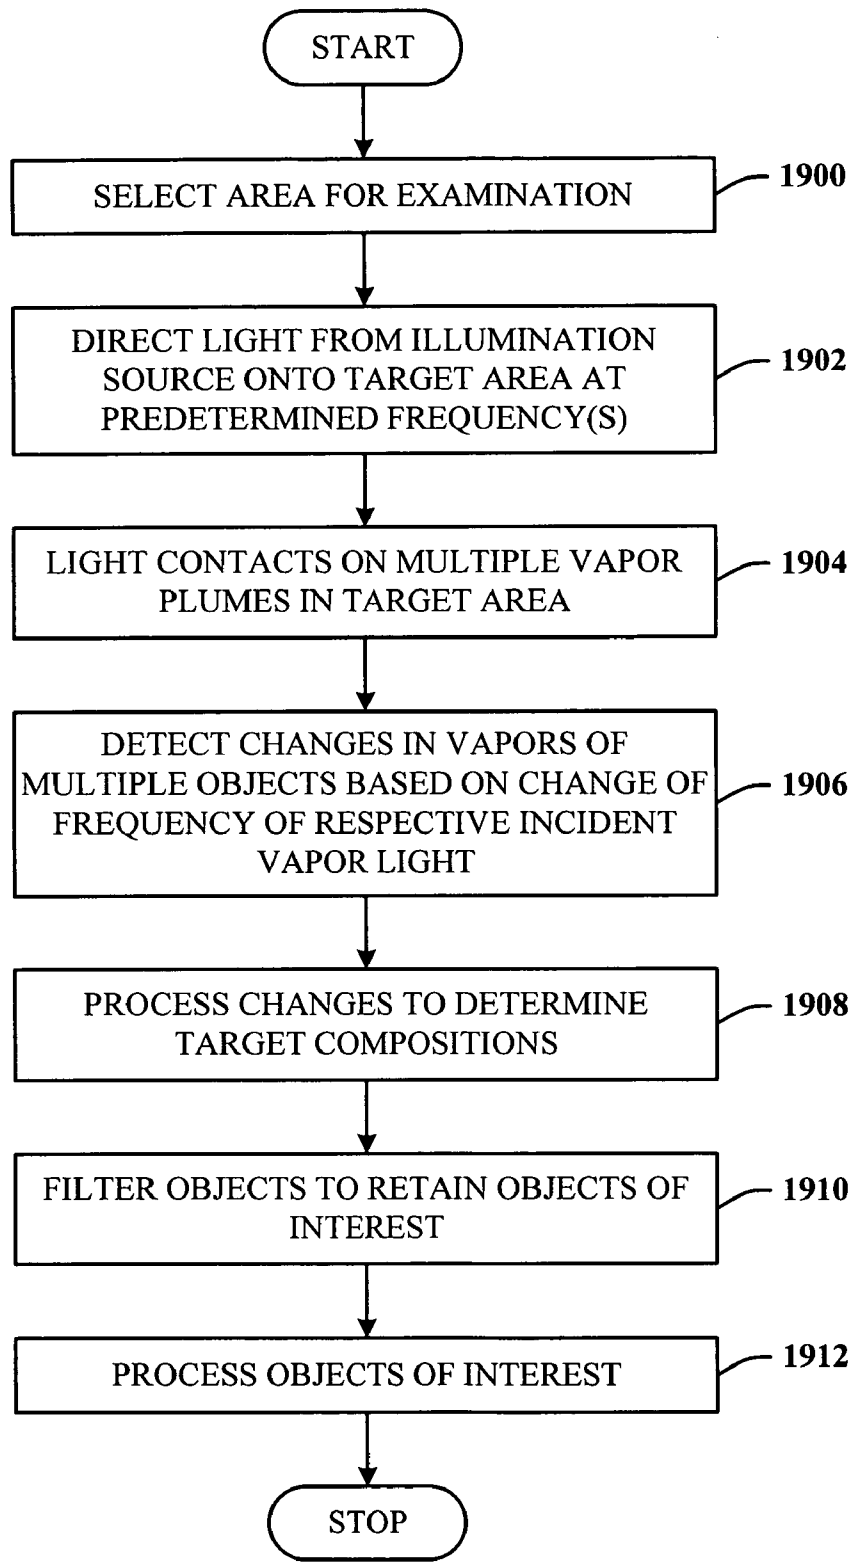 START
SELECT AREA FOR EXAMINATION
1900
DIRECT LIGHT FROM ILLUMINATION
SOURCE ONTO TARGET AREA AT
PREDETERMINED FREQUENCY(S)
1902
LIGHT CONTACTS ON MULTIPLE VAPOR
PLUMES IN TARGET AREA
1904
DETECT CHANGES IN VAPORS OF
MULTIPLE OBJECTS BASED ON CHANGE OF
FREQUENCY OF RESPECTIVE INCIDENT
VAPOR LIGHT
1906
PROCESS CHANGES TO DETERMINE
TARGET COMPOSITIONS
1908
FILTER OBJECTS TO RETAIN OBJECTS OF
INTEREST
1910
PROCESS OBJECTS OF INTEREST
1912
STOP